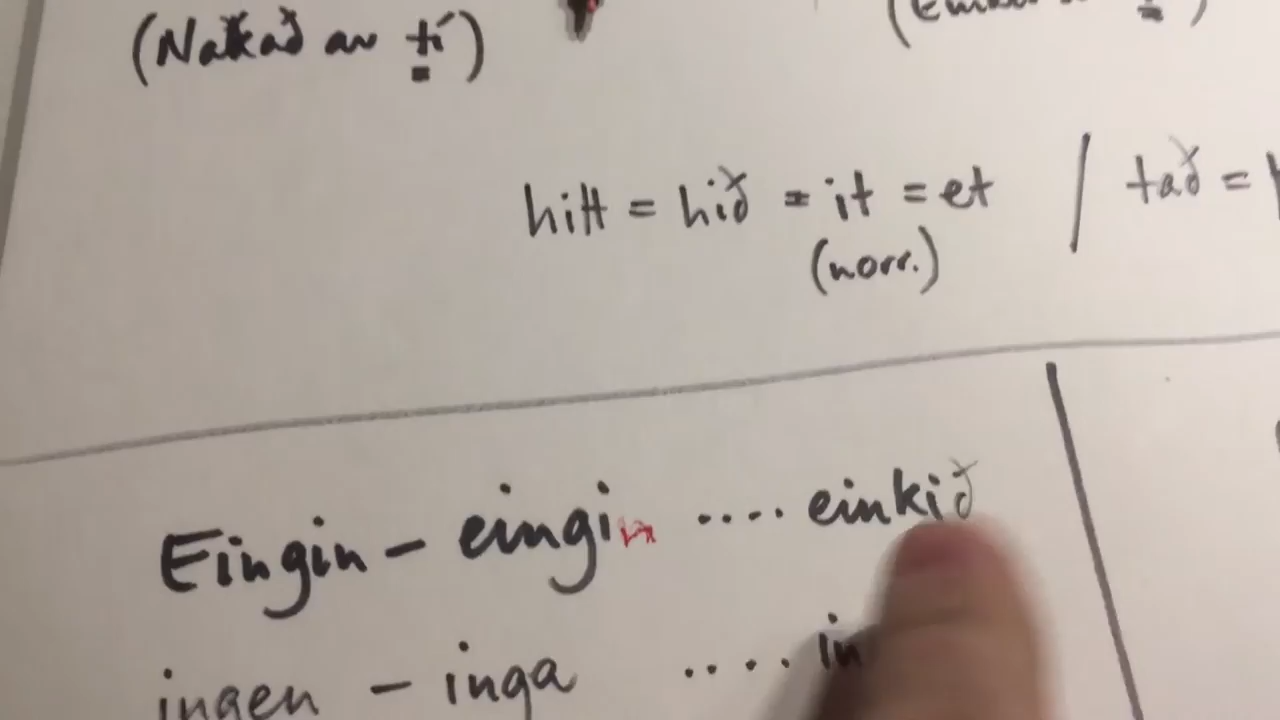 (Nakað av tí)
hitt = hið = it = et / tað =
(norr.)
Eingin - eingin .... einkið
ingen - inga .... in